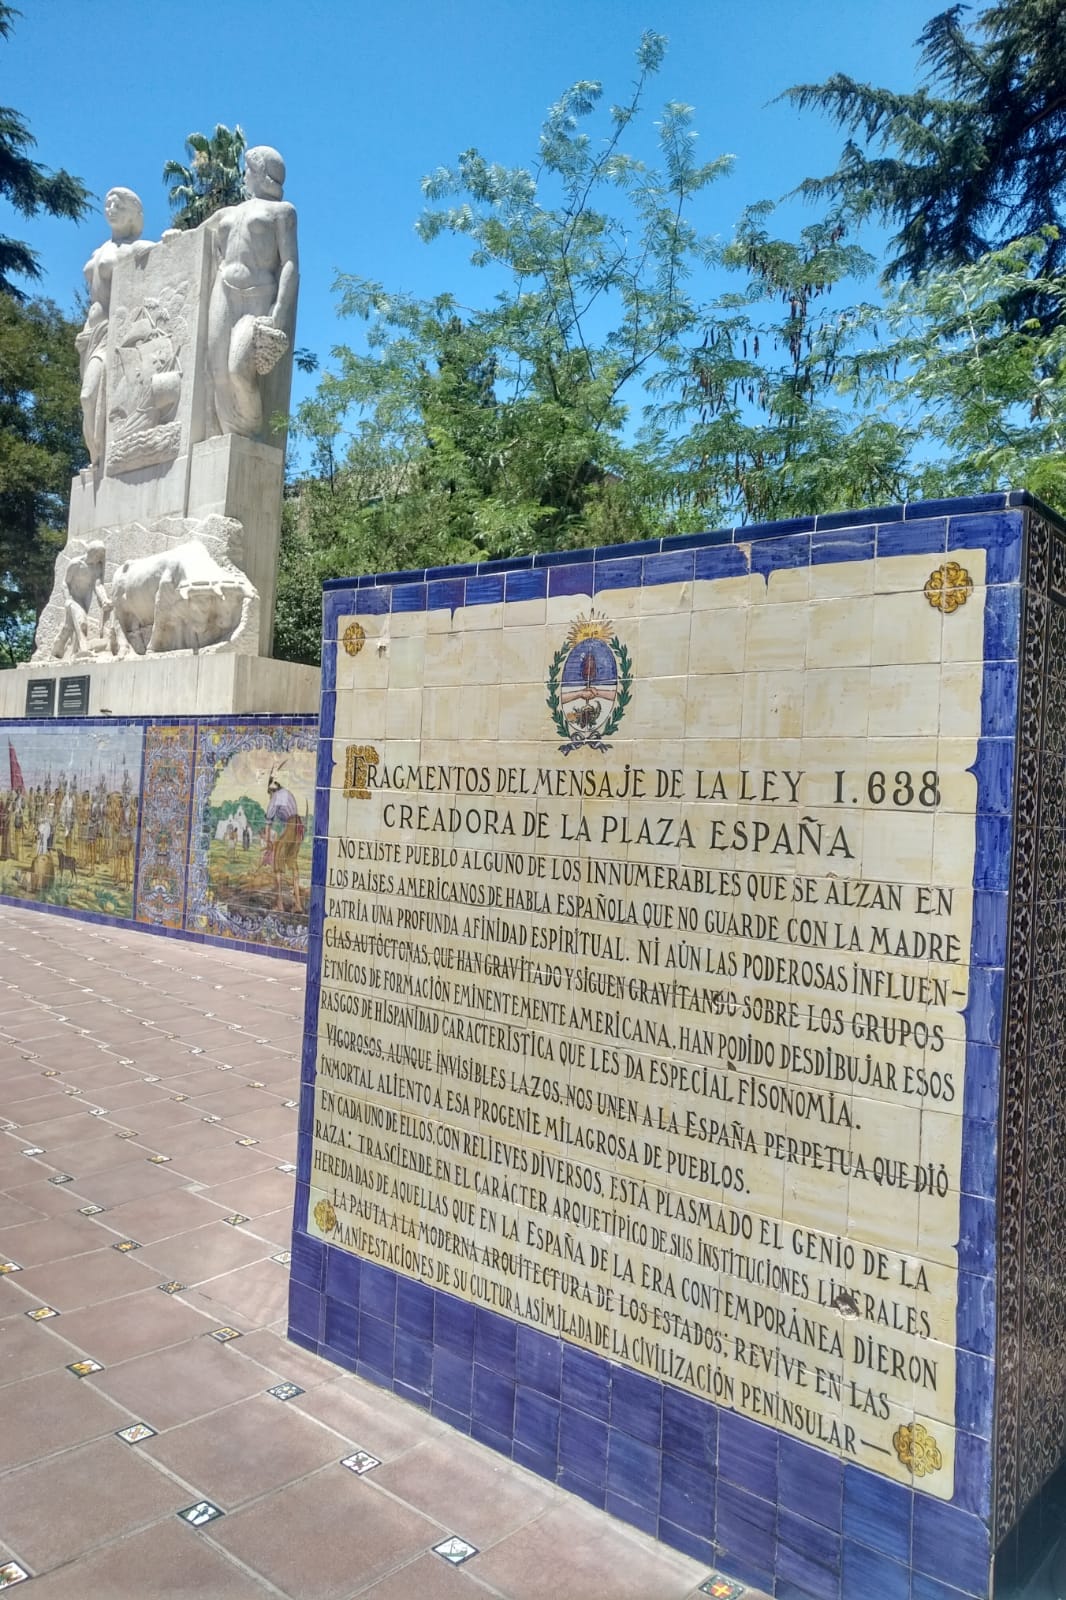 FRAGMENTOS DEL MENSAJE DE LA LEY 1.638
CREADORA DE LA PLAZA ESPAÑA
NO EXISTE PUEBLO ALGUNO DE LOS INNUMERABLES QUE SE ALZAN EN
LOS PAÍSES AMERICANOS DE HABLA ESPAÑOLA QUE NO GUARDE CON LA MADRE
PATRÍA UNA PROFUNDA AFINIDAD ESPIRITUAL. NI AÚN LAS PODEROSAS INFLUEN-
CÍAS AUTÓCTONAS, QUE HAN GRAVITADO Y SIGUEN GRAVITANDO SOBRE LOS GRUPOS
ÉTNICOS DE FORMACIÓN EMINENTEMENTE AMERICANA, HAN PODIDO DESDIBUJAR ESOS
RASGOS DE HISPANIDAD CARACTERÍSTICA QUE LES DA ESPECIAL FISONOMÍA.
VIGOROSOS, AUNQUE INVISIBLES LAZOS, NOS UNEN A LA ESPAÑA PERPETUA QUE DIÓ
INMORTAL ALIENTO A ESA PROGENIE MILAGROSA DE PUEBLOS.
EN CADA UNO DE ELLOS, CON RELIEVES DIVERSOS, ESTÁ PLASMADO EL GENIO DE LA
RAZA: TRASCIENDE EN EL CARÁCTER ARQUETÍPICO DE SUS INSTITUCIONES LIBERALES
HEREDADAS DE AQUELLAS QUE EN LA ESPAÑA DE LA ERA CONTEMPORÁNEA DIERON
LA PAUTA A LA MODERNA ARQUITECTURA DE LOS ESTADOS; REVIVE EN LAS
MANIFESTACIONES DE SU CULTURA, ASIMILADA DE LA CIVILIZACIÓN PENINSULAR—